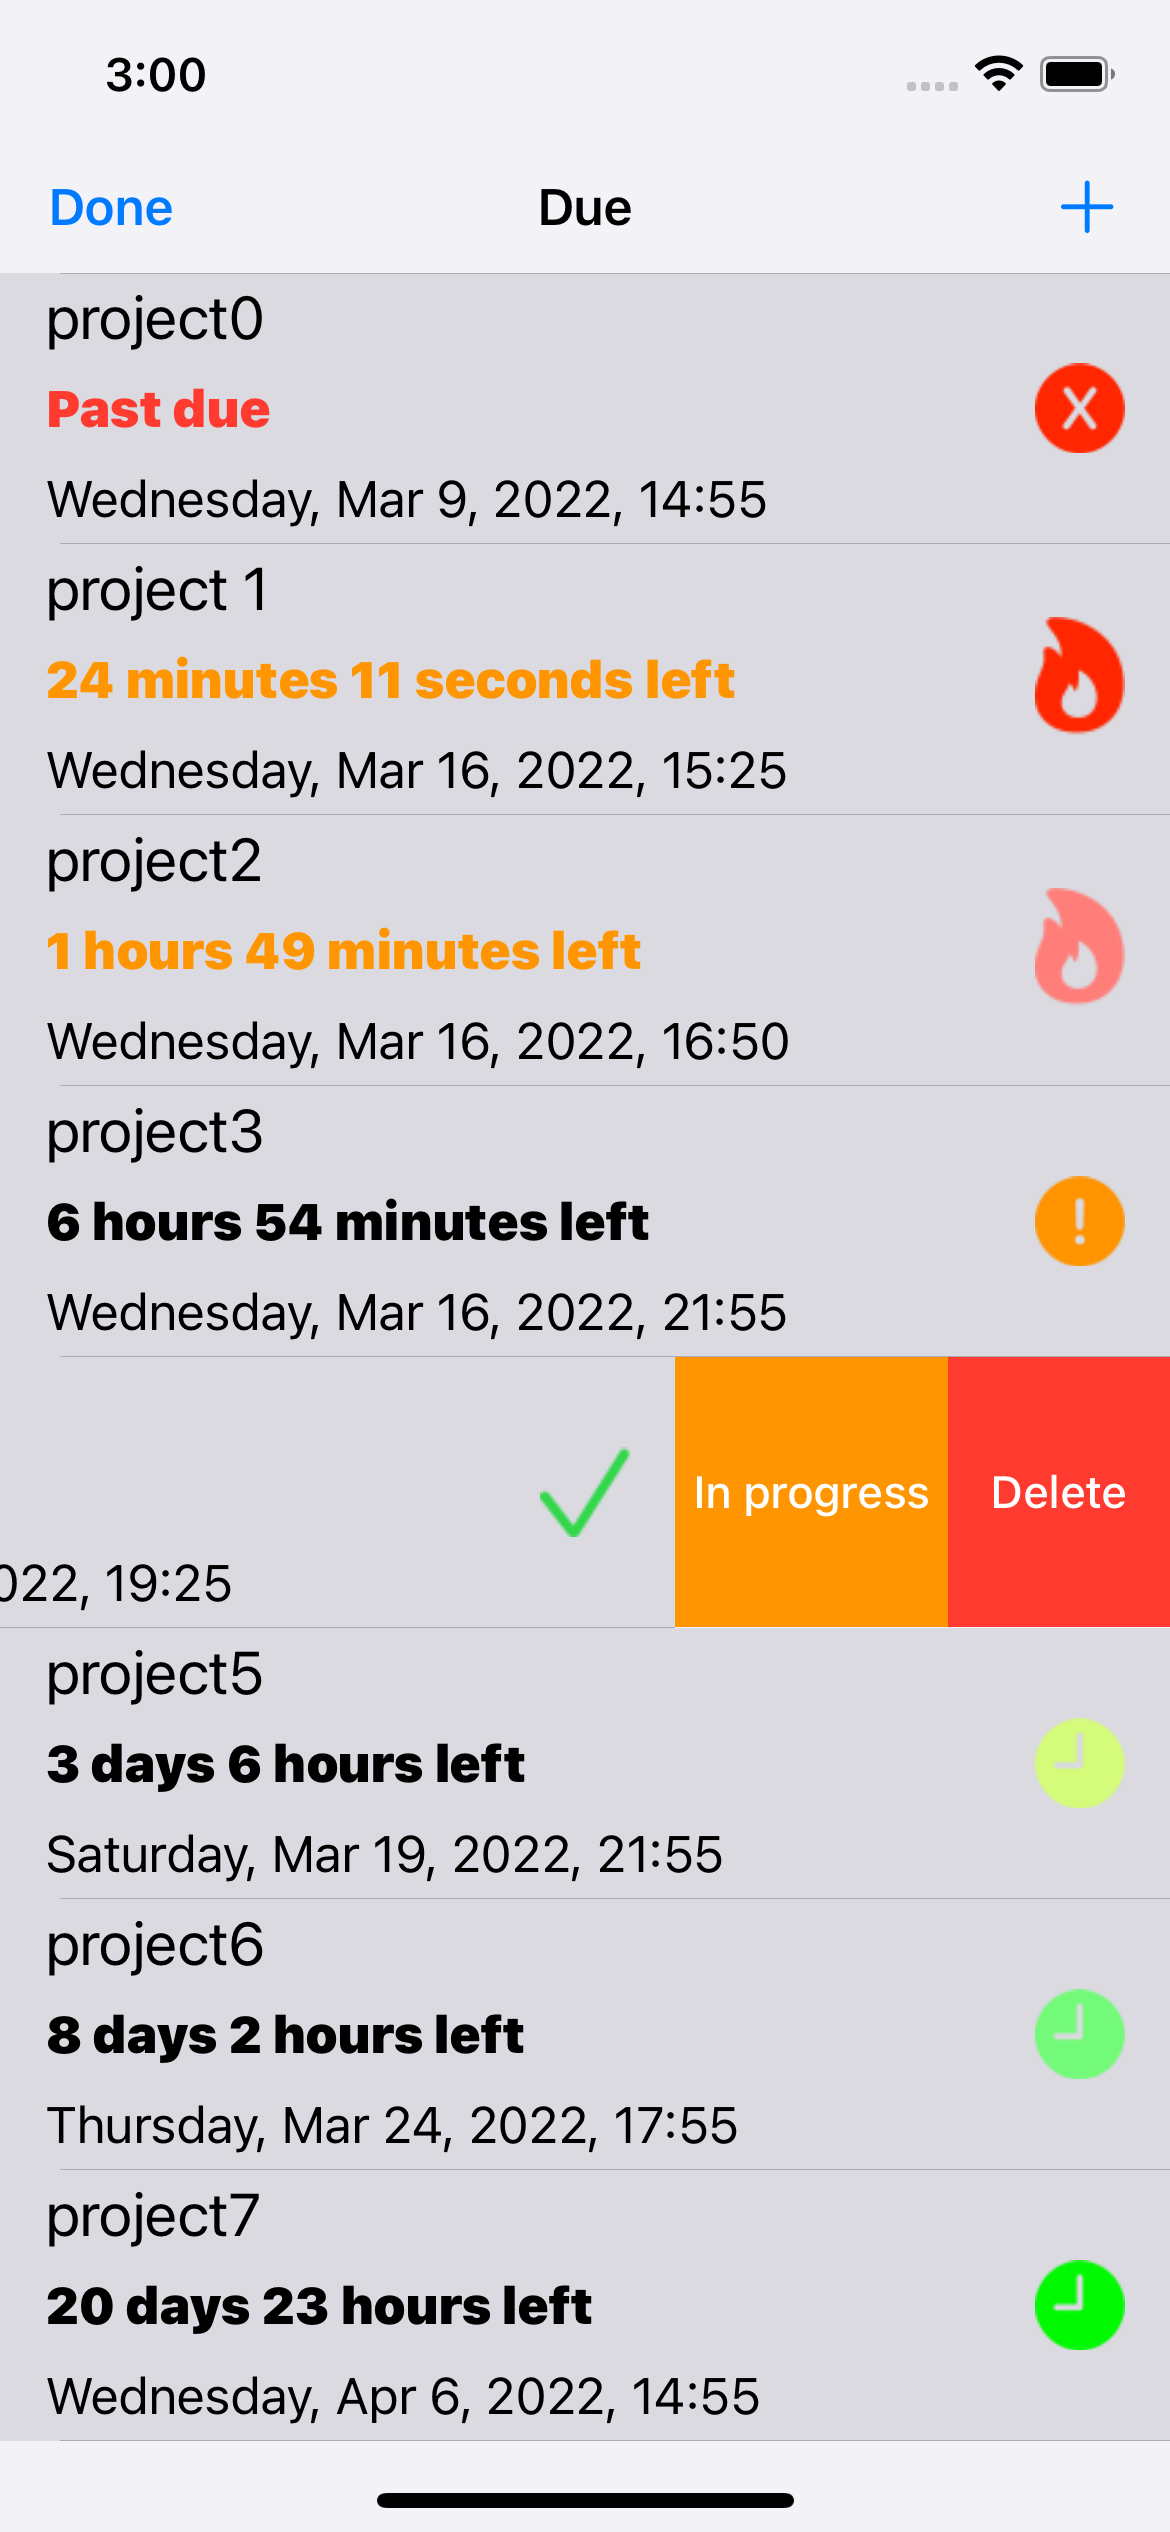 3:00
Done
Due
project0
Past due
Wednesday, Mar 9, 2022, 14:55
project 1
24 minutes 11 seconds left
Wednesday, Mar 16, 2022, 15:25
project2
1 hours 49 minutes left
Wednesday, Mar 16, 2022, 16:50
project3
6 hours 54 minutes left
Wednesday, Mar 16, 2022, 21:55
In progress
Delete
022, 19:25
project5
3 days 6 hours left
Saturday, Mar 19, 2022, 21:55
project6
8 days 2 hours left
Thursday, Mar 24, 2022, 17:55
project7
20 days 23 hours left
Wednesday, Apr 6, 2022, 14:55